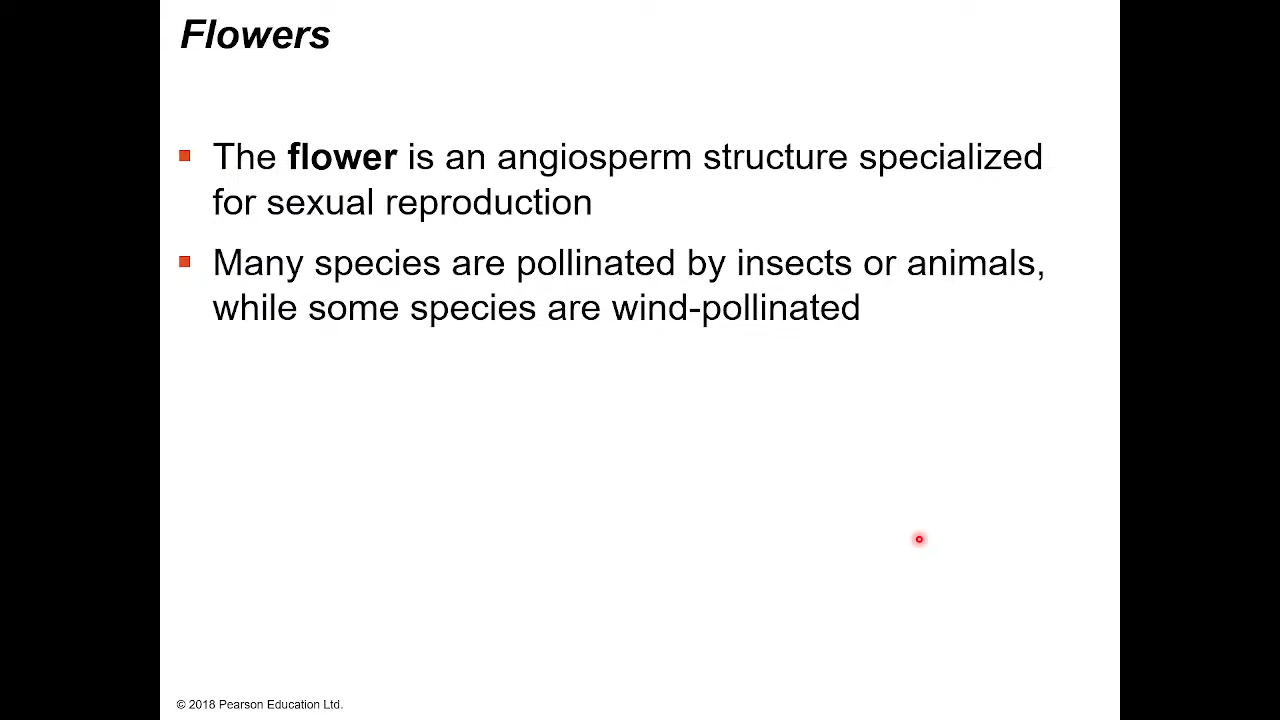 Flowers
The flower is an angiosperm structure specialized
for sexual reproduction
Many species are pollinated by insects or animals,
while some species are wind-pollinated
© 2018 Pearson Education Ltd.